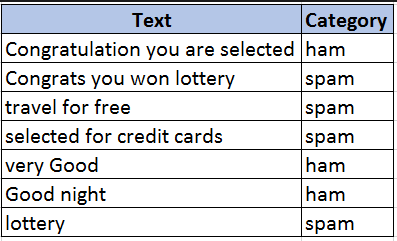 Text Category
Congratulation you are selected ham
Congrats you won lottery spam
travel for free spam
selected for credit cards spam
very Good ham
Good night ham
lottery spam